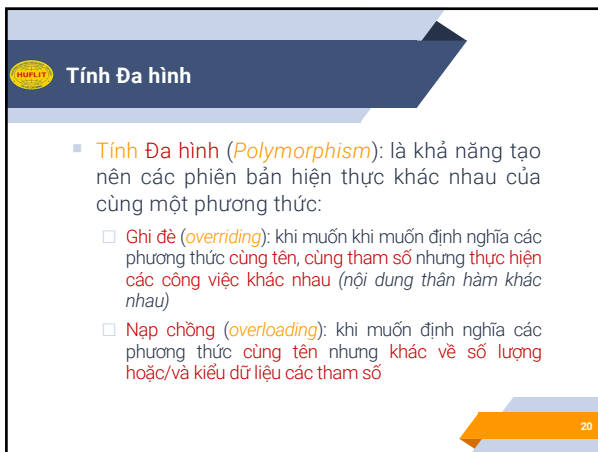 HUFLIT
Tính Đa hình
Tính Đa hình (Polymorphism): là khả năng tạo
nên các phiên bản hiện thực khác nhau của
cùng một phương thức:
Ghi đè (overriding): khi muốn khi muốn định nghĩa các
phương thức cùng tên, cùng tham số nhưng thực hiện
các công việc khác nhau (nội dung thân hàm khác
nhau)
Nạp chồng (overloading): khi muốn định nghĩa các
phương thức cùng tên nhưng khác về số lượng
hoặc/và kiểu dữ liệu các tham số
20